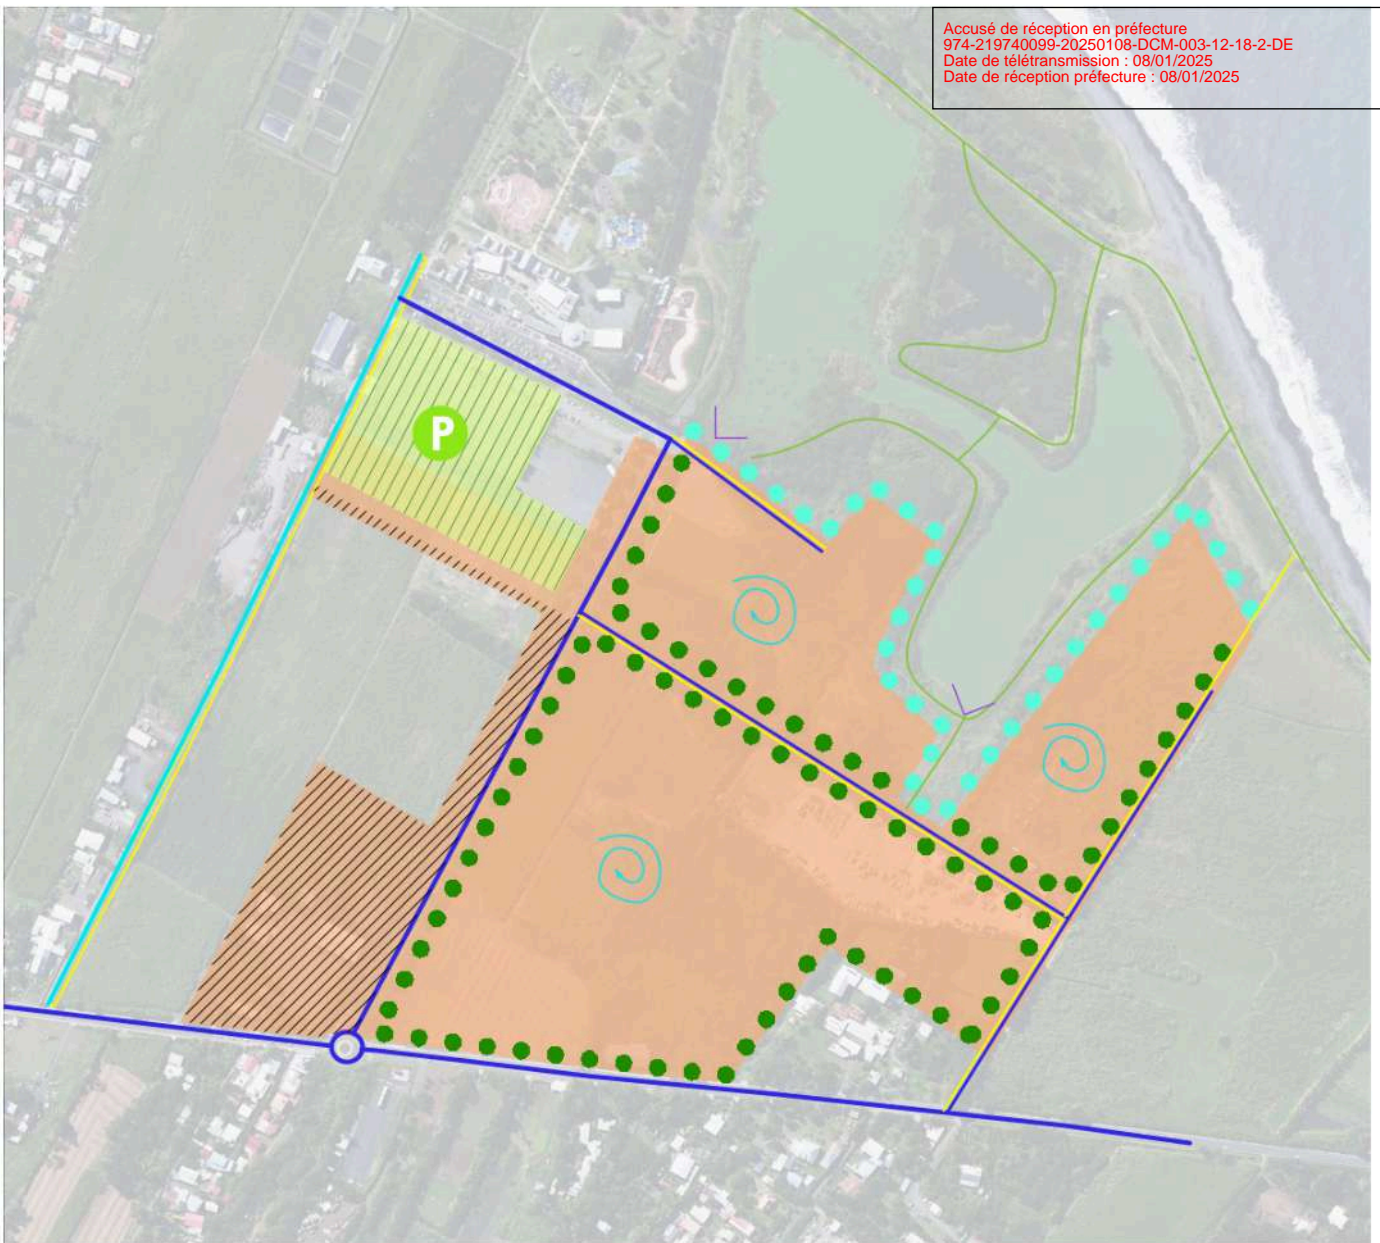 Accusé de réception en préfecture
974-219740099-20250108-DCM-003-12-18-2-DE
Date de télétransmission : 08/01/2025
Date de réception préfecture : 08/01/2025
P